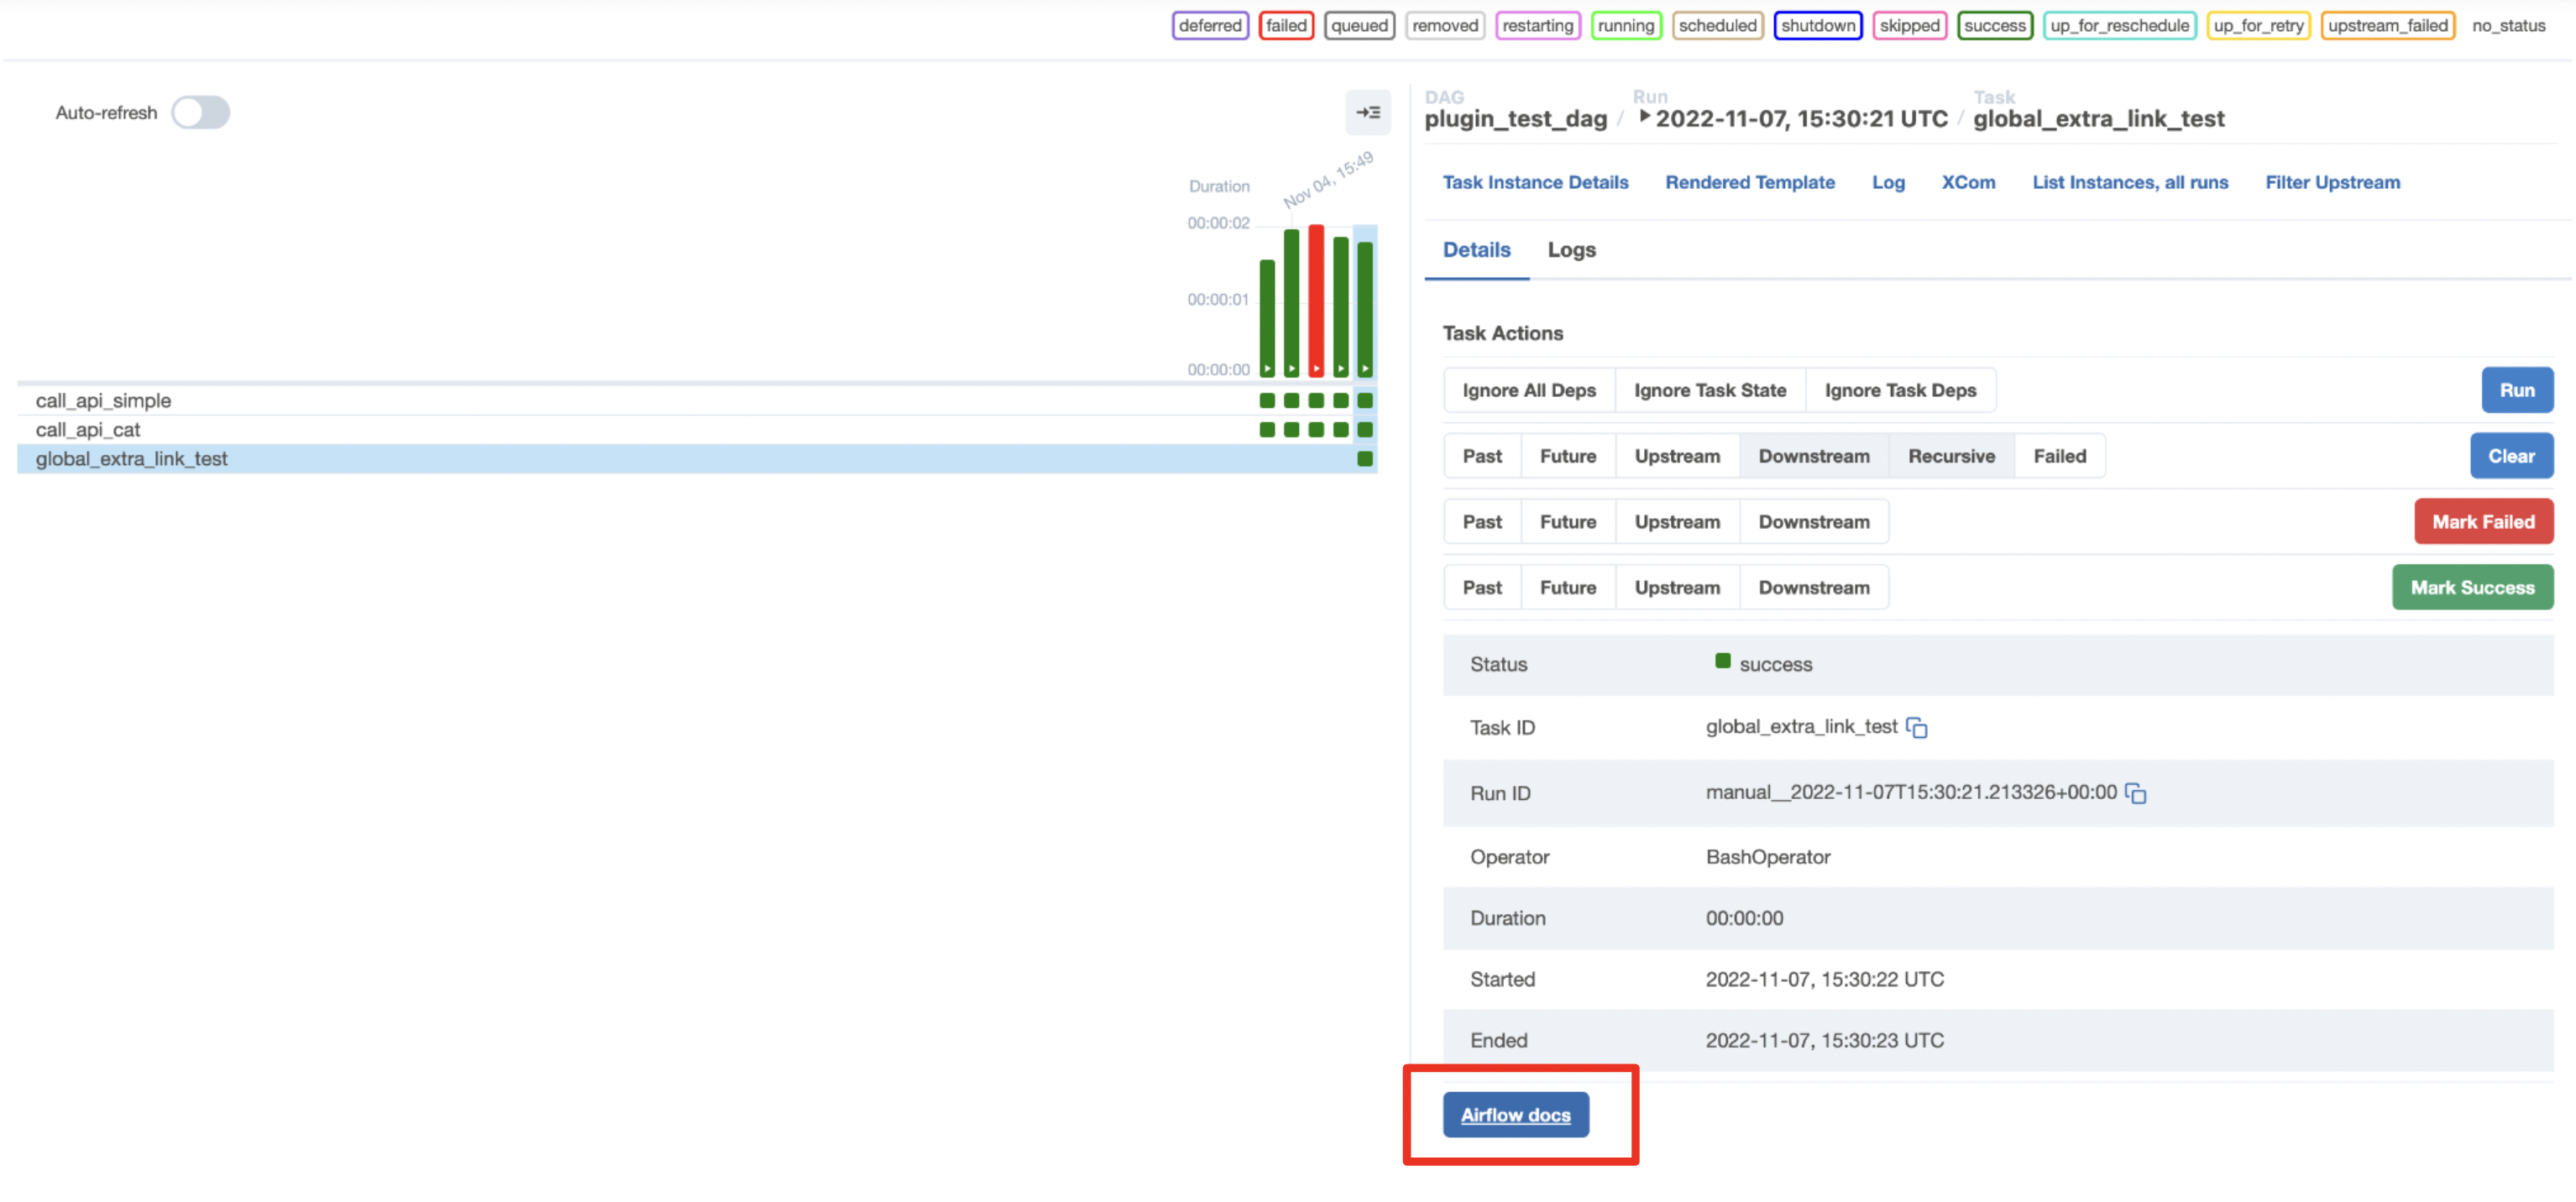 deferred failed queued removed restarting running scheduled shutdown skipped success up_for_reschedule up_for_retry upstream_failed no_status
Auto-refresh
Duration
Nov 04, 15:49
00:00:02
00:00:01
00:00:00
call_api_simple
call_api_cat
global_extra_link_test
DAG Run Task
plugin_test_dag / 2022-11-07, 15:30:21 UTC / global_extra_link_test
Task Instance Details Rendered Template Log XCom List Instances, all runs Filter Upstream
Details Logs
Task Actions
Ignore All Deps Ignore Task State Ignore Task Deps Run
Past Future Upstream Downstream Recursive Failed Clear
Past Future Upstream Downstream Mark Failed
Past Future Upstream Downstream Mark Success
Status success
Task ID global_extra_link_test
Run ID manual__2022-11-07T15:30:21.213326+00:00
Operator BashOperator
Duration 00:00:00
Started 2022-11-07, 15:30:22 UTC
Ended 2022-11-07, 15:30:23 UTC
Airflow docs